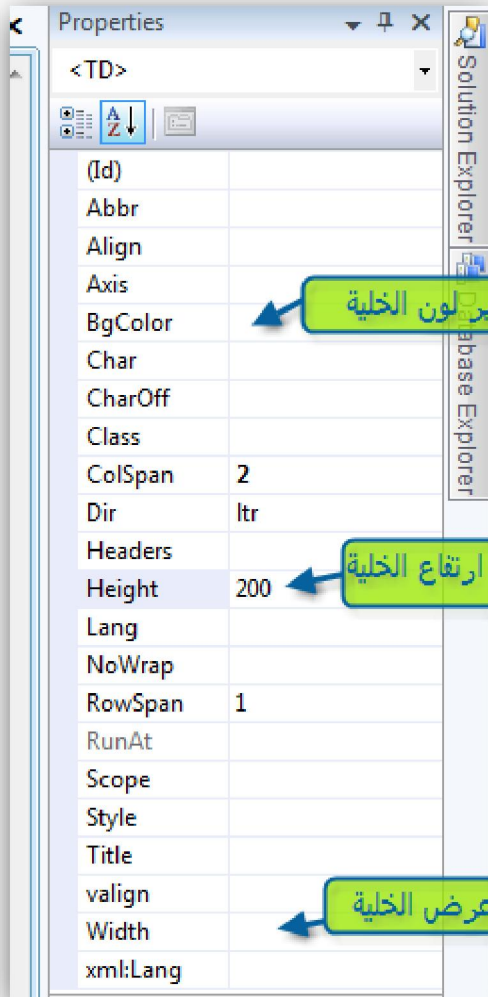 Properties
<TD>
(Id)
Abbr
Align
Axis
BgColor
Char
CharOff
Class
ColSpan 2
Dir ltr
Headers
Height 200
Lang
NoWrap
RowSpan 1
RunAt
Scope
Style
Title
valign
Width
xml:Lang
لون الخلية
ارتفاع الخلية
عرض الخلية
Solution Explorer
Explorer